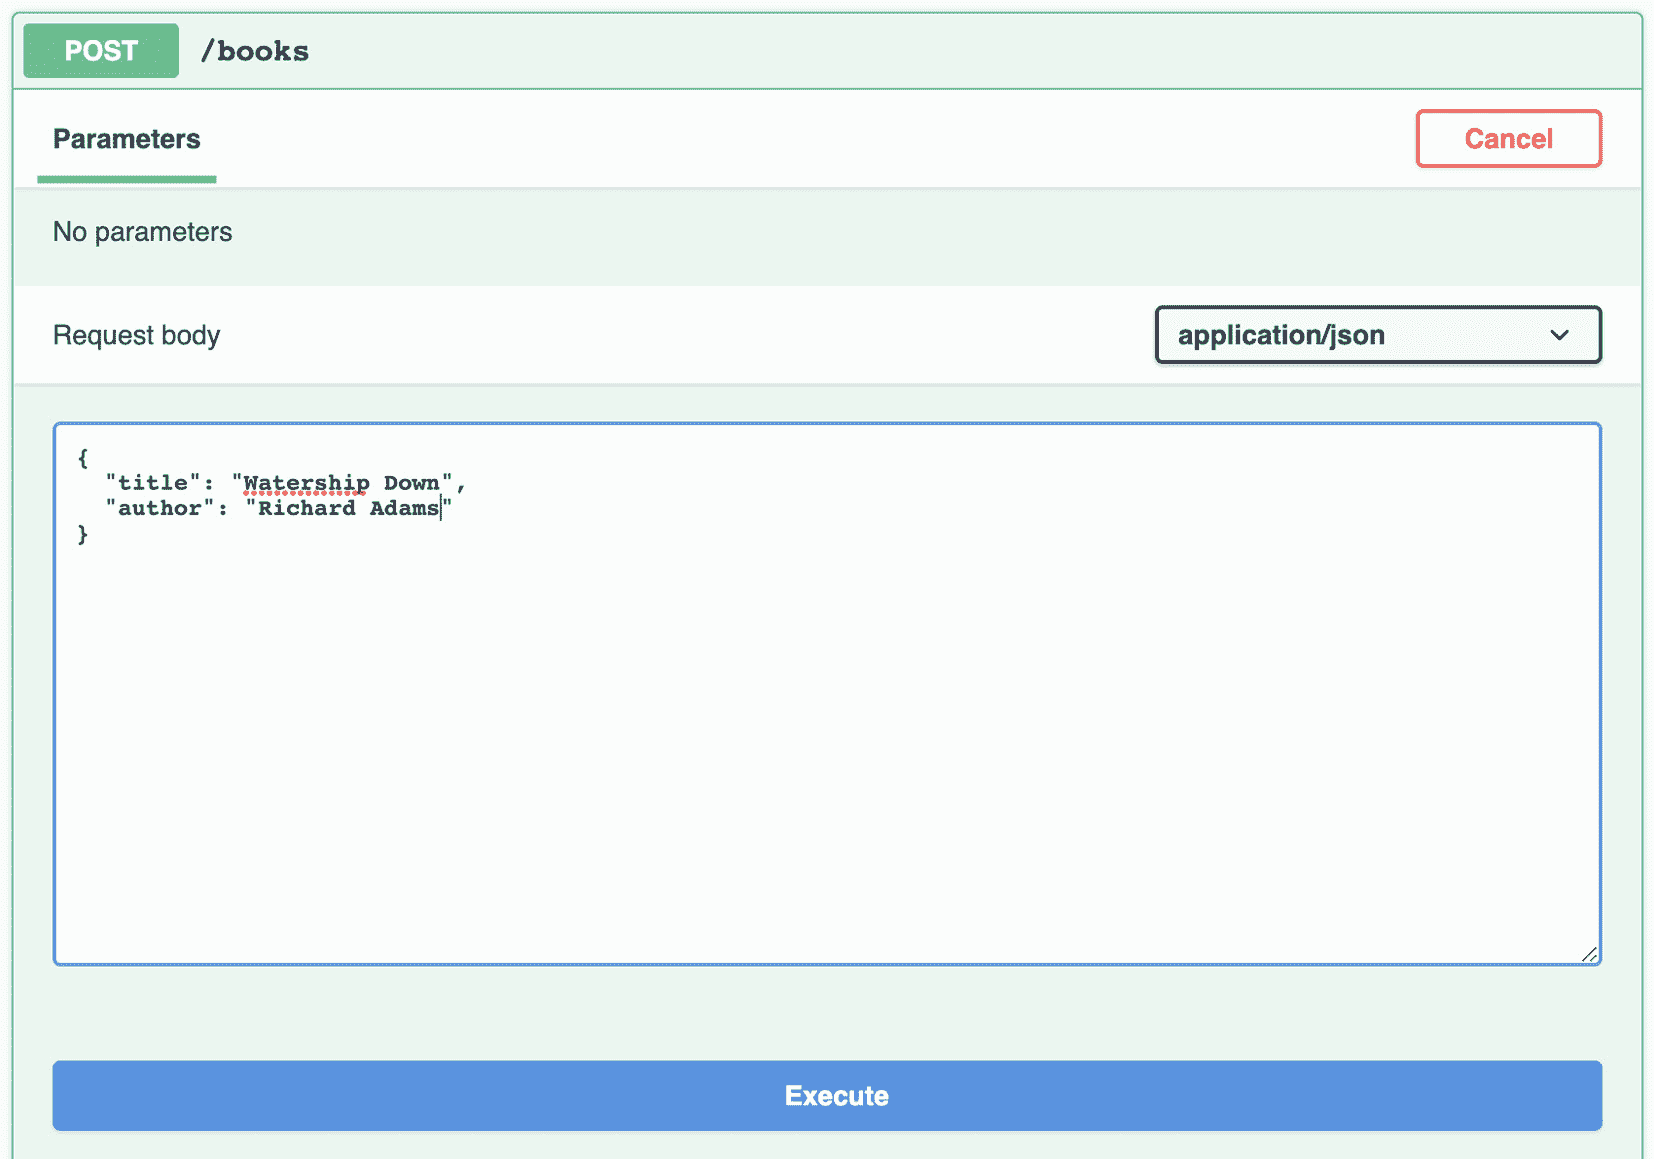 POST /books
Parameters
Cancel
No parameters
Request body
application/json
{
  "title": "Watership Down",
  "author": "Richard Adams"
}
Execute